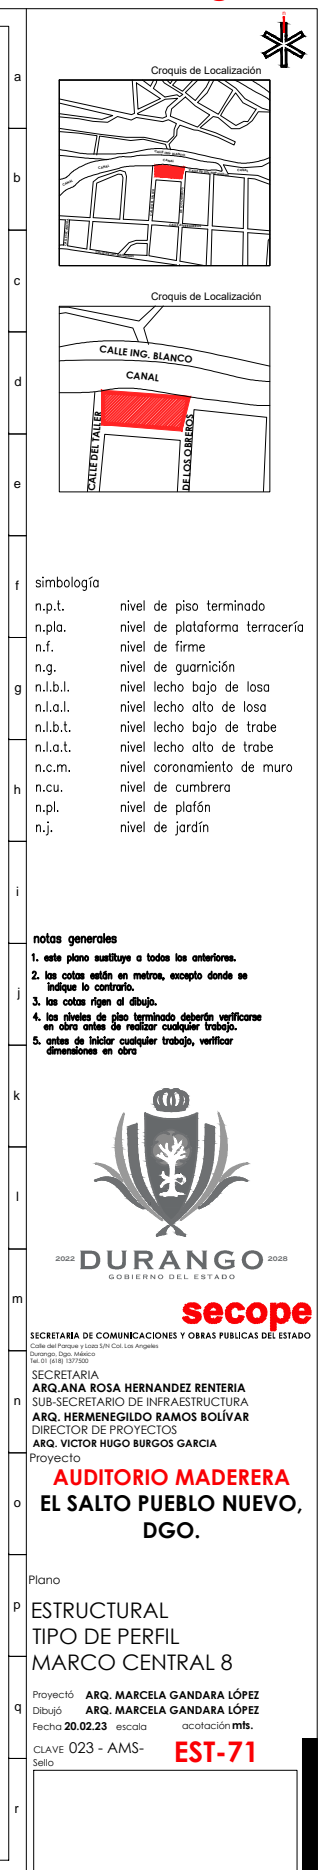 Croquis de Localización
a
b
CANAL
CANAL
CANAL
c
Croquis de Localización
CALLE ING. BLANCO
CANAL
CALLE DEL TALLER
DE LOS OBREROS
d
e
f
simbología
n.p.t. nivel de piso terminado
n.pla. nivel de plataforma terracería
n.f. nivel de firme
n.g. nivel de guarnición
g
n.l.b.l. nivel lecho bajo de losa
n.l.a.l. nivel lecho alto de losa
n.l.b.t. nivel lecho bajo de trabe
n.l.a.t. nivel lecho alto de trabe
n.c.m. nivel coronamiento de muro
h
n.cu. nivel de cumbrera
n.pl. nivel de plafón
n.j. nivel de jardín
i
notas generales
1. este plano sustituye a todos los anteriores.
2. las cotas están en metros, excepto donde se
indique lo contrario.
j
3. las cotas rigen al dibujo.
4. los niveles de piso terminado deberán verificarse
en obra antes de realizar cualquier trabajo.
5. antes de iniciar cualquier trabajo, verificar
dimensiones en obra
k
l
2022 DURANGO 2028
GOBIERNO DEL ESTADO
m
secope
SECRETARIA DE COMUNICACIONES Y OBRAS PUBLICAS DEL ESTADO
Calle del Parque y Loza S/N Col. Los Angeles
Durango, Dgo. México
Tel. 01 (618) 1377500
SECRETARIA
ARQ.ANA ROSA HERNANDEZ RENTERIA
n
SUB-SECRETARIO DE INFRAESTRUCTURA
ARQ. HERMENEGILDO RAMOS BOLÍVAR
DIRECTOR DE PROYECTOS
ARQ. VICTOR HUGO BURGOS GARCIA
Proyecto
AUDITORIO MADERERA
o
EL SALTO PUEBLO NUEVO,
DGO.
Plano
p
ESTRUCTURAL
TIPO DE PERFIL
MARCO CENTRAL 8
Proyectó ARQ. MARCELA GANDARA LÓPEZ
q
Dibujó ARQ. MARCELA GANDARA LÓPEZ
Fecha 20.02.23 escala acotación mts.
CLAVE 023 - AMS- EST-71
Sello
r